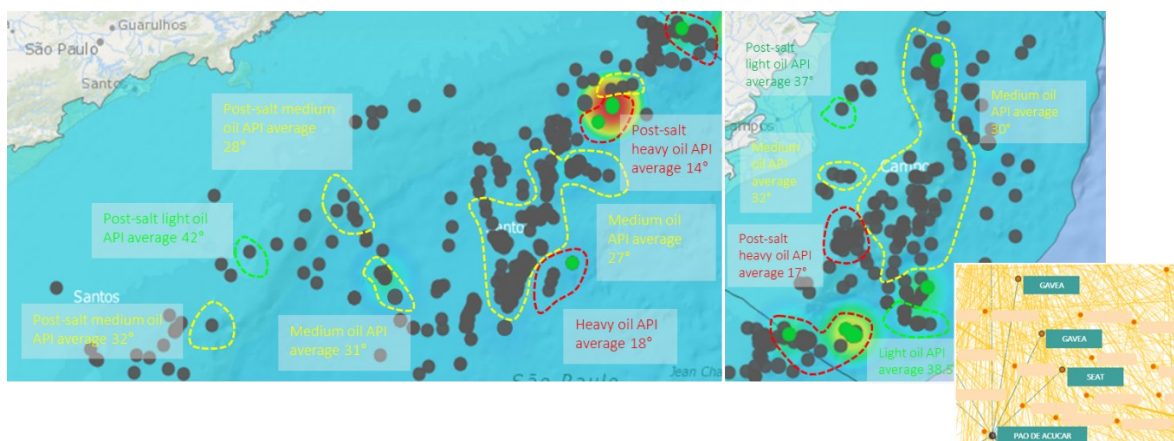 Guarulhos
São Paulo
Santos
Post-salt medium
oil API average
28°
Post-salt light oil
API average 42°
Santos
Post-salt medium oil
API average 32°
Medium oil API
average 31°
Post-salt
heavy oil API
average 14°
Medium oil
API average
27°
Heavy oil API
average 18°
São Paulo
Jean Cha
Post-salt
light oil API
average 37°
Medium oil API
average
30°
Medium
oil API
average
32°
Campo
Post-salt
heavy oil API
average 17°
Light oil API
average 38.5
GAVEA
GAVEA
SEAT
PAO DE ACUCAR